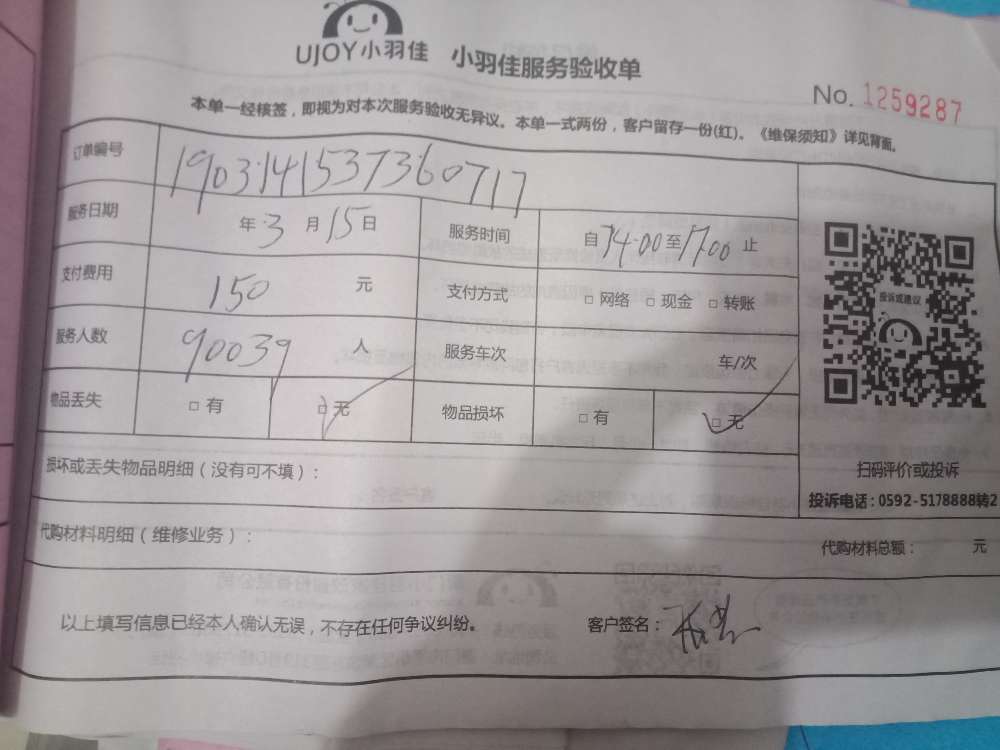 UJOY小羽佳 小羽佳服务验收单
No. 1259287
本单一经核签，即视为对本次服务验收无异议。本单一式两份，客户留存一份(红)。《维保须知》详见背面。
订单编号 190314153736 0717
服务日期 年 3 月 15 日 服务时间 自 14:00 至 17:00 止
支付费用 150 元 支付方式 □ 网络 □ 现金 □ 转账
服务人数 90039 人 服务车次 车/次
物品丢失 □ 有 □ 无 物品损坏 □ 有 □ 无
投诉或建议
损坏或丢失物品明细（没有可不填）：
扫码评价或投诉
投诉电话：0592-5178888转2
代购材料明细（维修业务）： 代购材料总额： 元
以上填写信息已经本人确认无误，不存在任何争议纠纷。 客户签名：